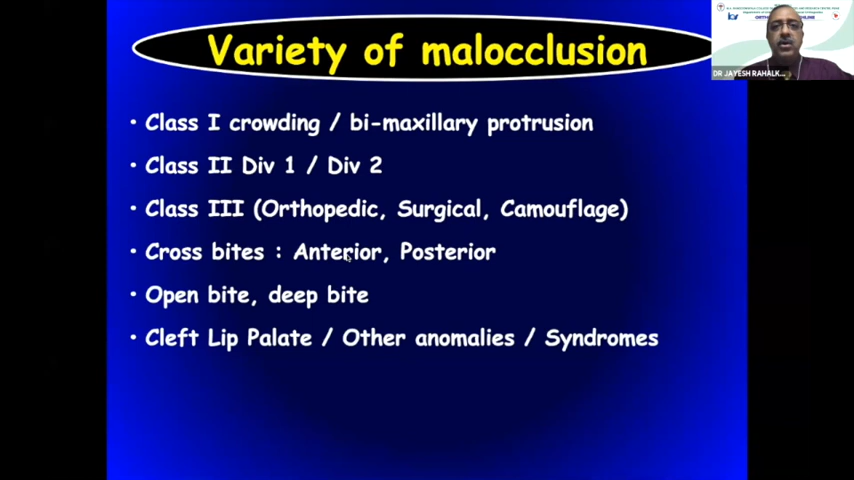 Variety of malocclusion
• Class I crowding / bi-maxillary protrusion
• Class II Div 1 / Div 2
• Class III (Orthopedic, Surgical, Camouflage)
• Cross bites : Anterior, Posterior
• Open bite, deep bite
• Cleft Lip Palate / Other anomalies / Syndromes
DR JAYESH RAHALK...